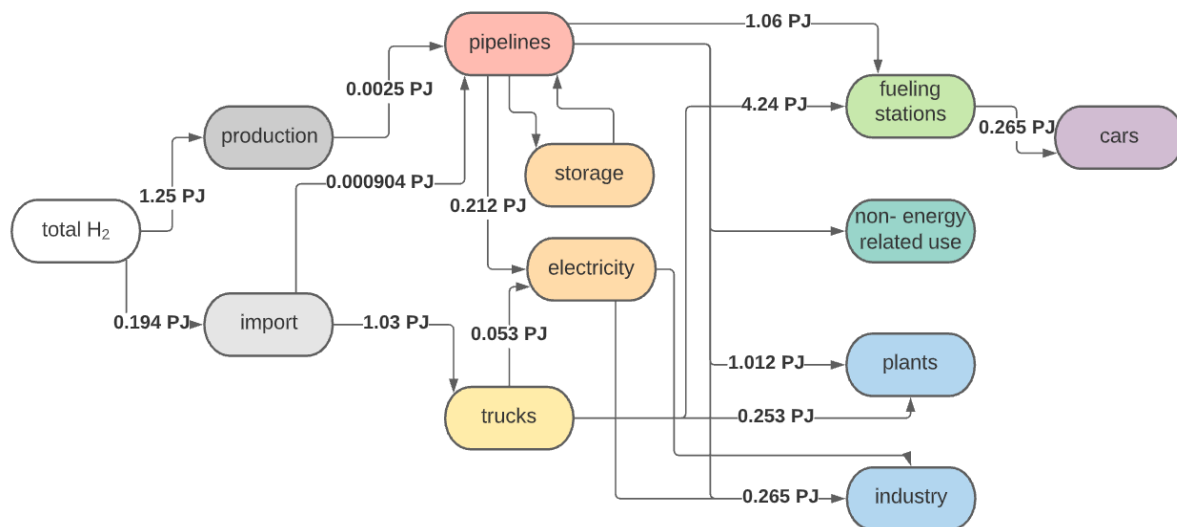 1.06 PJ
pipelines
0.0025 PJ
fueling
stations
4.24 PJ
production
0.265 PJ
cars
storage
0.000904 PJ
1.25 PJ
0.212 PJ
total H₂
non- energy
related use
electricity
0.194 PJ
import
1.03 PJ
0.053 PJ
1.012 PJ
plants
trucks
0.253 PJ
0.265 PJ
industry